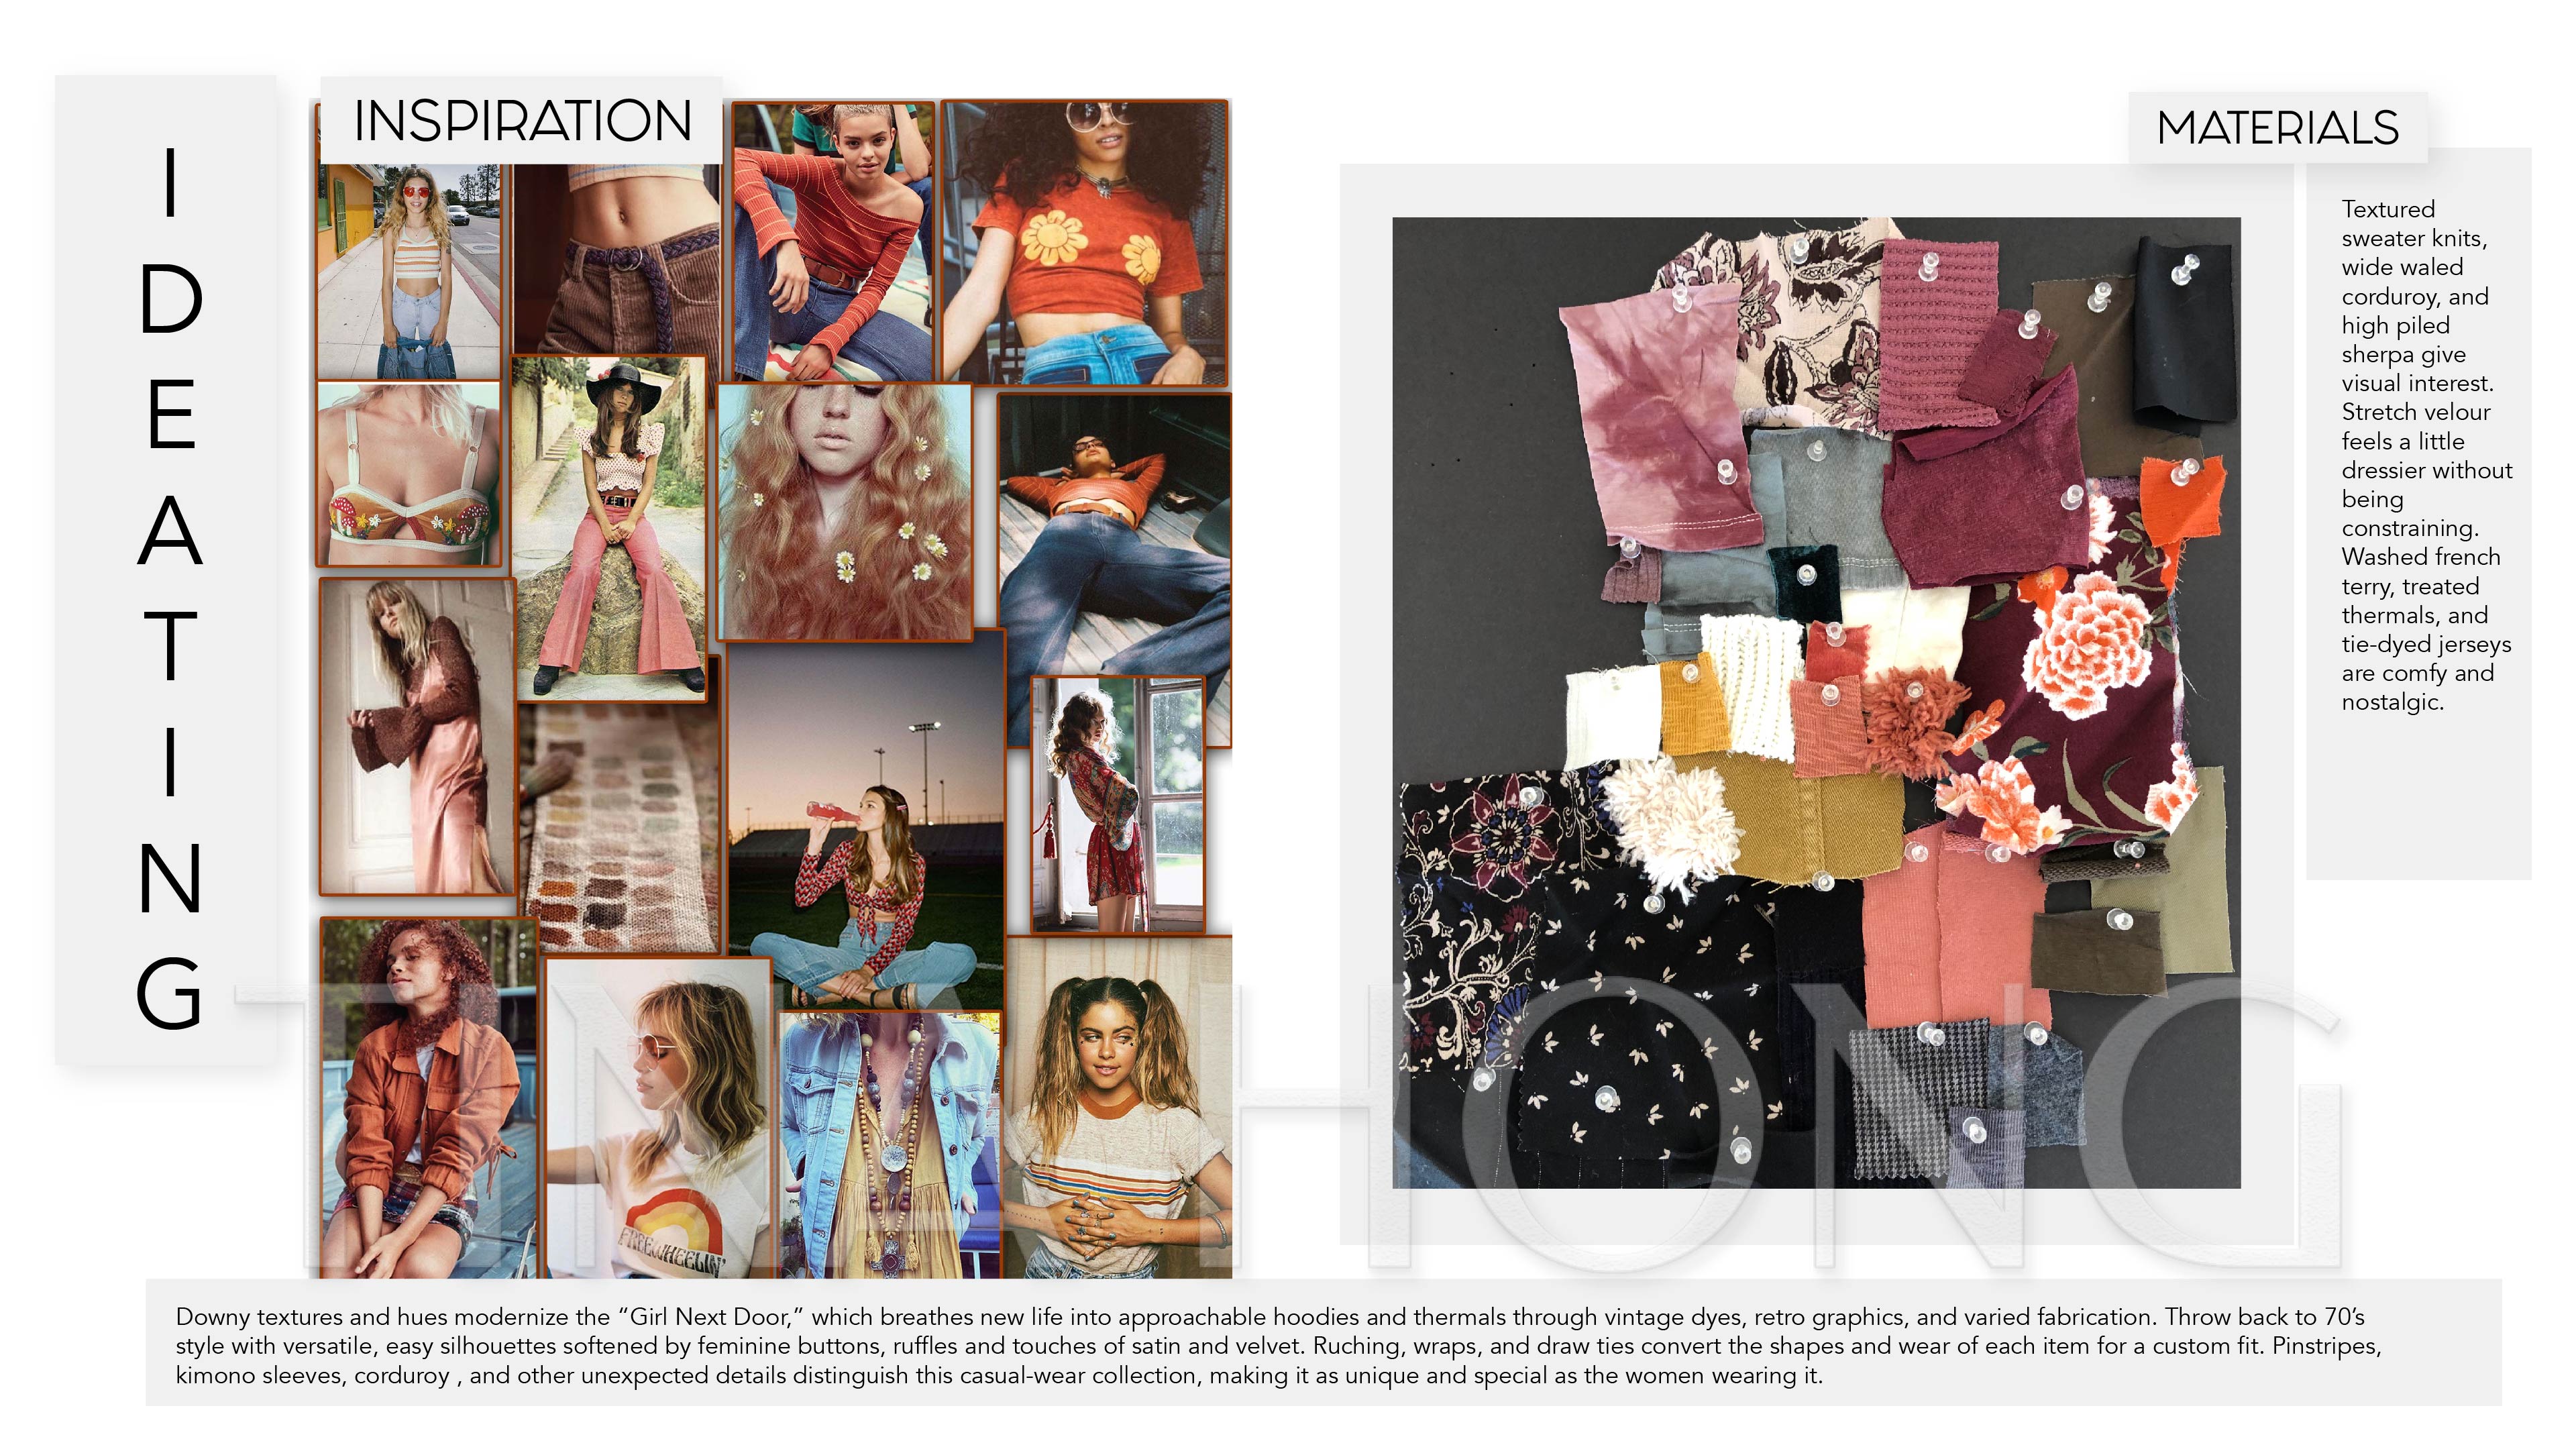 IDEATING
INSPIRATION
MATERIALS
Textured
sweater knits,
wide waled
corduroy, and
high piled
sherpa give
visual interest.
Stretch velour
feels a little
dressier without
being
constraining.
Washed french
terry, treated
thermals, and
tie-dyed jerseys
are comfy and
nostalgic.
FREEWHEELIN'
TINA HONG
Downy textures and hues modernize the “Girl Next Door,” which breathes new life into approachable hoodies and thermals through vintage dyes, retro graphics, and varied fabrication. Throw back to 70’s
style with versatile, easy silhouettes softened by feminine buttons, ruffles and touches of satin and velvet. Ruching, wraps, and draw ties convert the shapes and wear of each item for a custom fit. Pinstripes,
kimono sleeves, corduroy , and other unexpected details distinguish this casual-wear collection, making it as unique and special as the women wearing it.